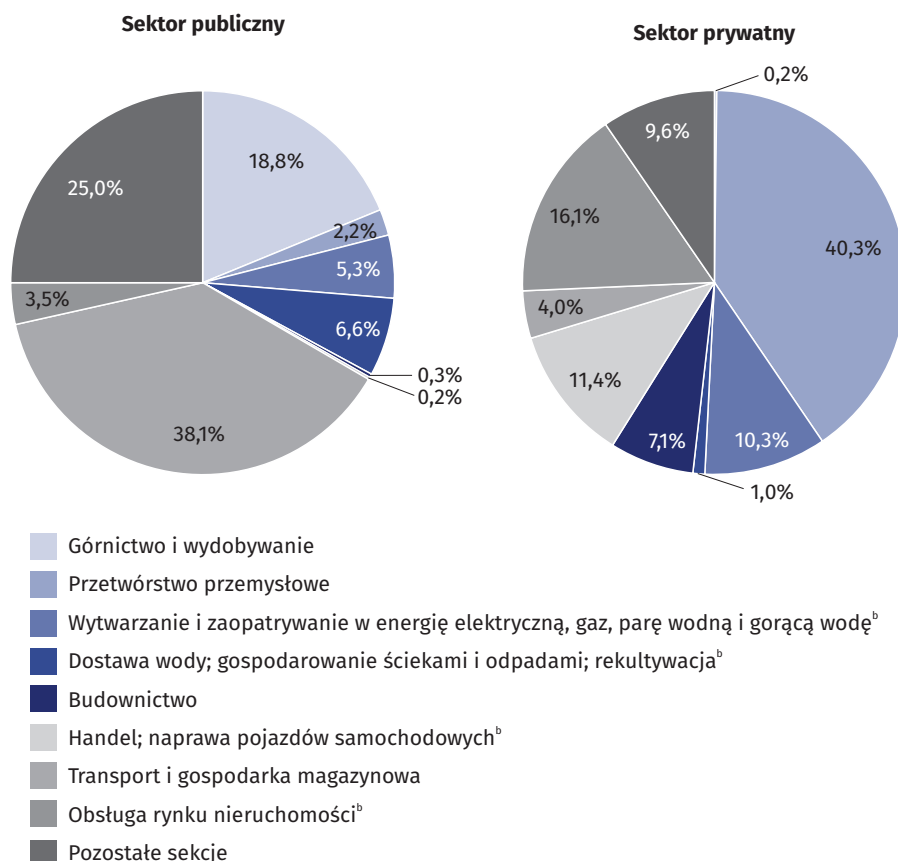 Sektor publiczny
18,8%
2,2%
5,3%
6,6%
0,3%
0,2%
38,1%
3,5%
25,0%
Sektor prywatny
0,2%
40,3%
10,3%
1,0%
7,1%
11,4%
4,0%
16,1%
9,6%
Górnictwo i wydobywanie
Przetwórstwo przemysłowe
Wytwarzanie i zaopatrywanie w energię elektryczną, gaz, parę wodną i gorącą wodęᵇ
Dostawa wody; gospodarowanie ściekami i odpadami; rekultywacjaᵇ
Budownictwo
Handel; naprawa pojazdów samochodowychᵇ
Transport i gospodarka magazynowa
Obsługa rynku nieruchomościᵇ
Pozostałe sekcje